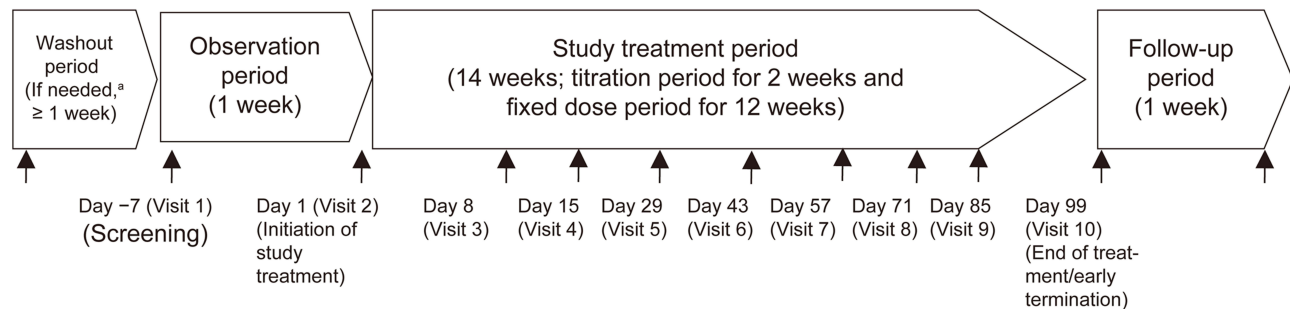 Washout
period
(If needed,ᵃ
≥ 1 week)
Observation
period
(1 week)
Study treatment period
(14 weeks; titration period for 2 weeks and
fixed dose period for 12 weeks)
Follow-up
period
(1 week)
Day −7 (Visit 1)
(Screening)
Day 1 (Visit 2)
(Initiation of
study
treatment)
Day 8
(Visit 3)
Day 15
(Visit 4)
Day 29
(Visit 5)
Day 43
(Visit 6)
Day 57
(Visit 7)
Day 71
(Visit 8)
Day 85
(Visit 9)
Day 99
(Visit 10)
(End of treat-
ment/early
termination)